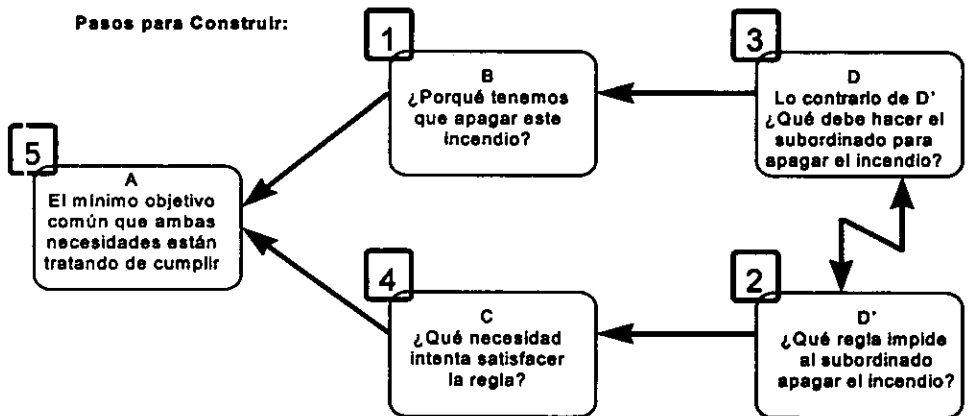 Pasos para Construir:
1
B
¿Porqué tenemos
que apagar este
incendio?
3
D
Lo contrario de D'
¿Qué debe hacer el
subordinado para
apagar el incendio?
5
A
El mínimo objetivo
común que ambas
necesidades están
tratando de cumplir
4
C
¿Qué necesidad
intenta satisfacer
la regla?
2
D'
¿Qué regla impide
al subordinado
apagar el incendio?